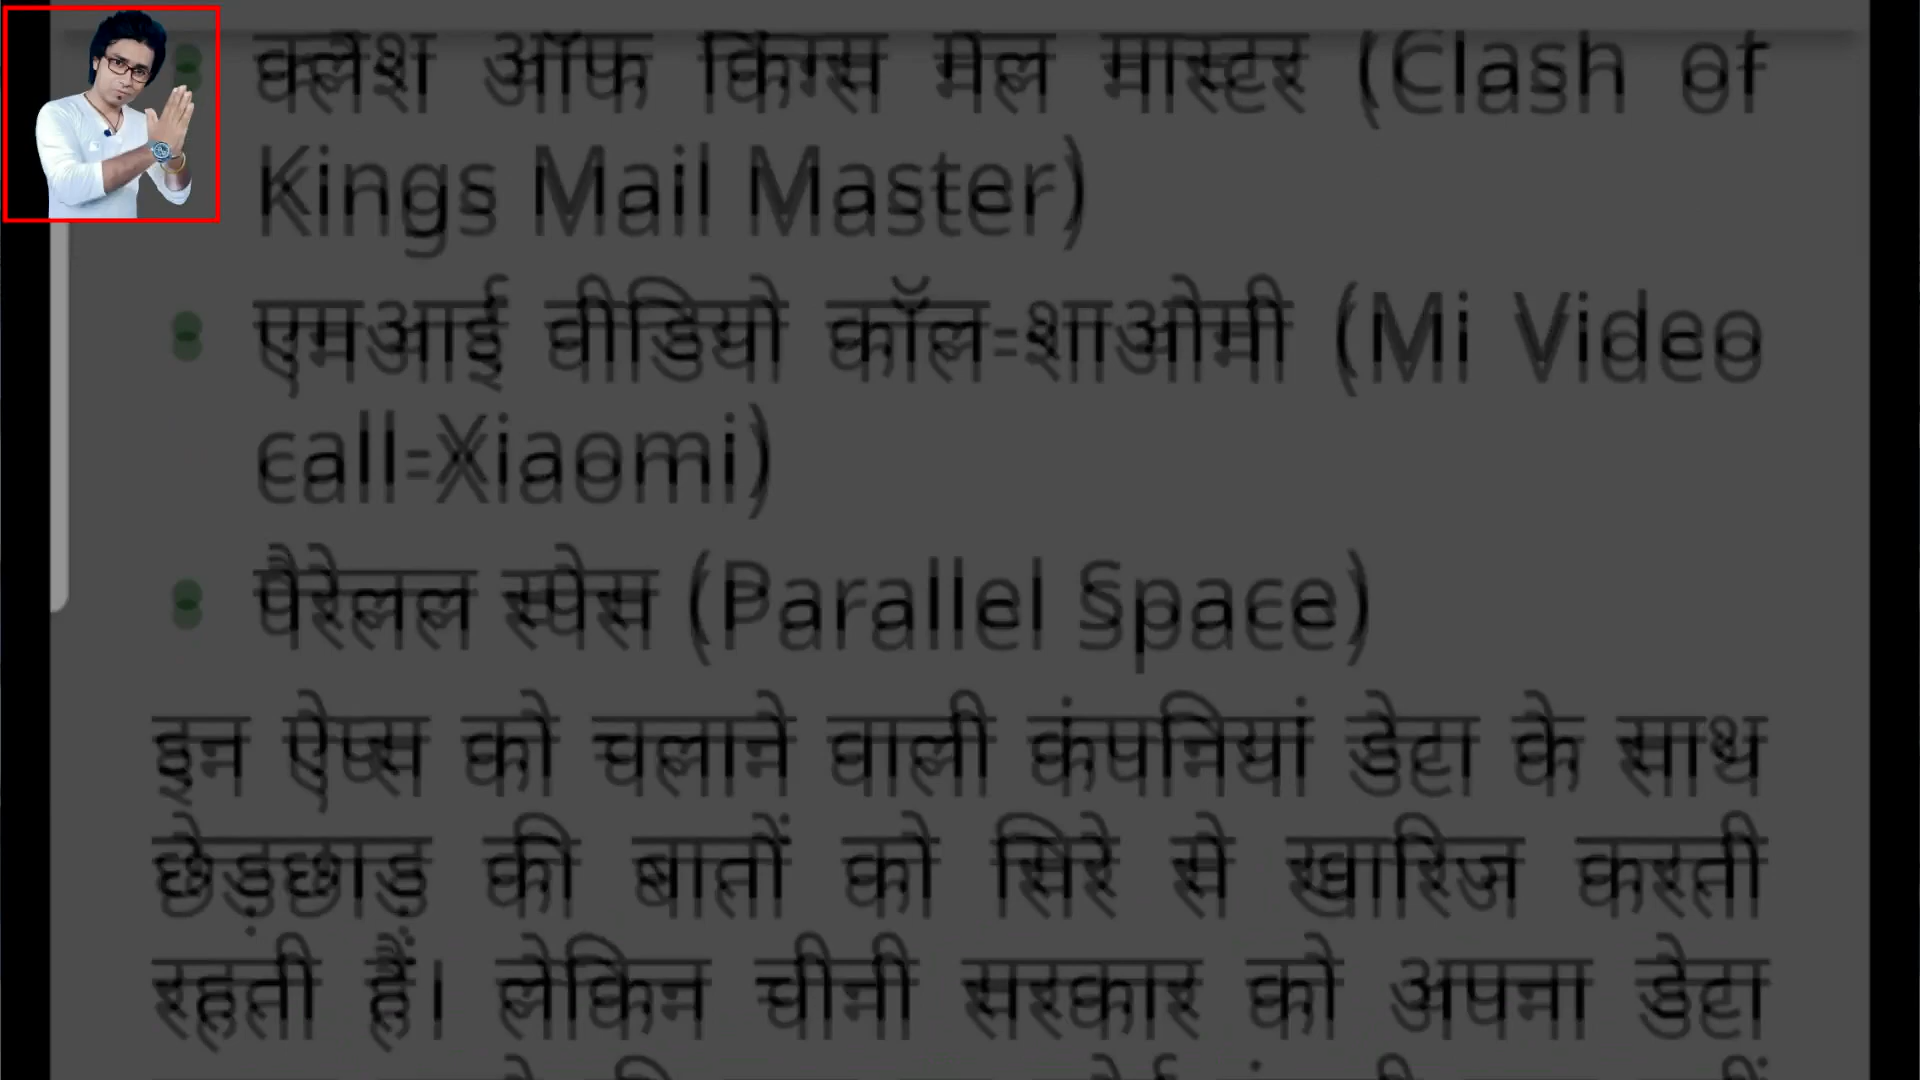 क्लैश ऑफ किंग्स मेल मास्टर (Clash of
Kings Mail Master)
एमआई वीडियो कॉल-शाओमी (Mi Video
call-Xiaomi)
पैरेलल स्पेस (Parallel Space)
इन ऐप्स को चलाने वाली कंपनियां डेटा के साथ
छेड़छाड़ की बातों को सिरे से खारिज करती
रहती हैं। लेकिन चीनी सरकार को अपना डेटा